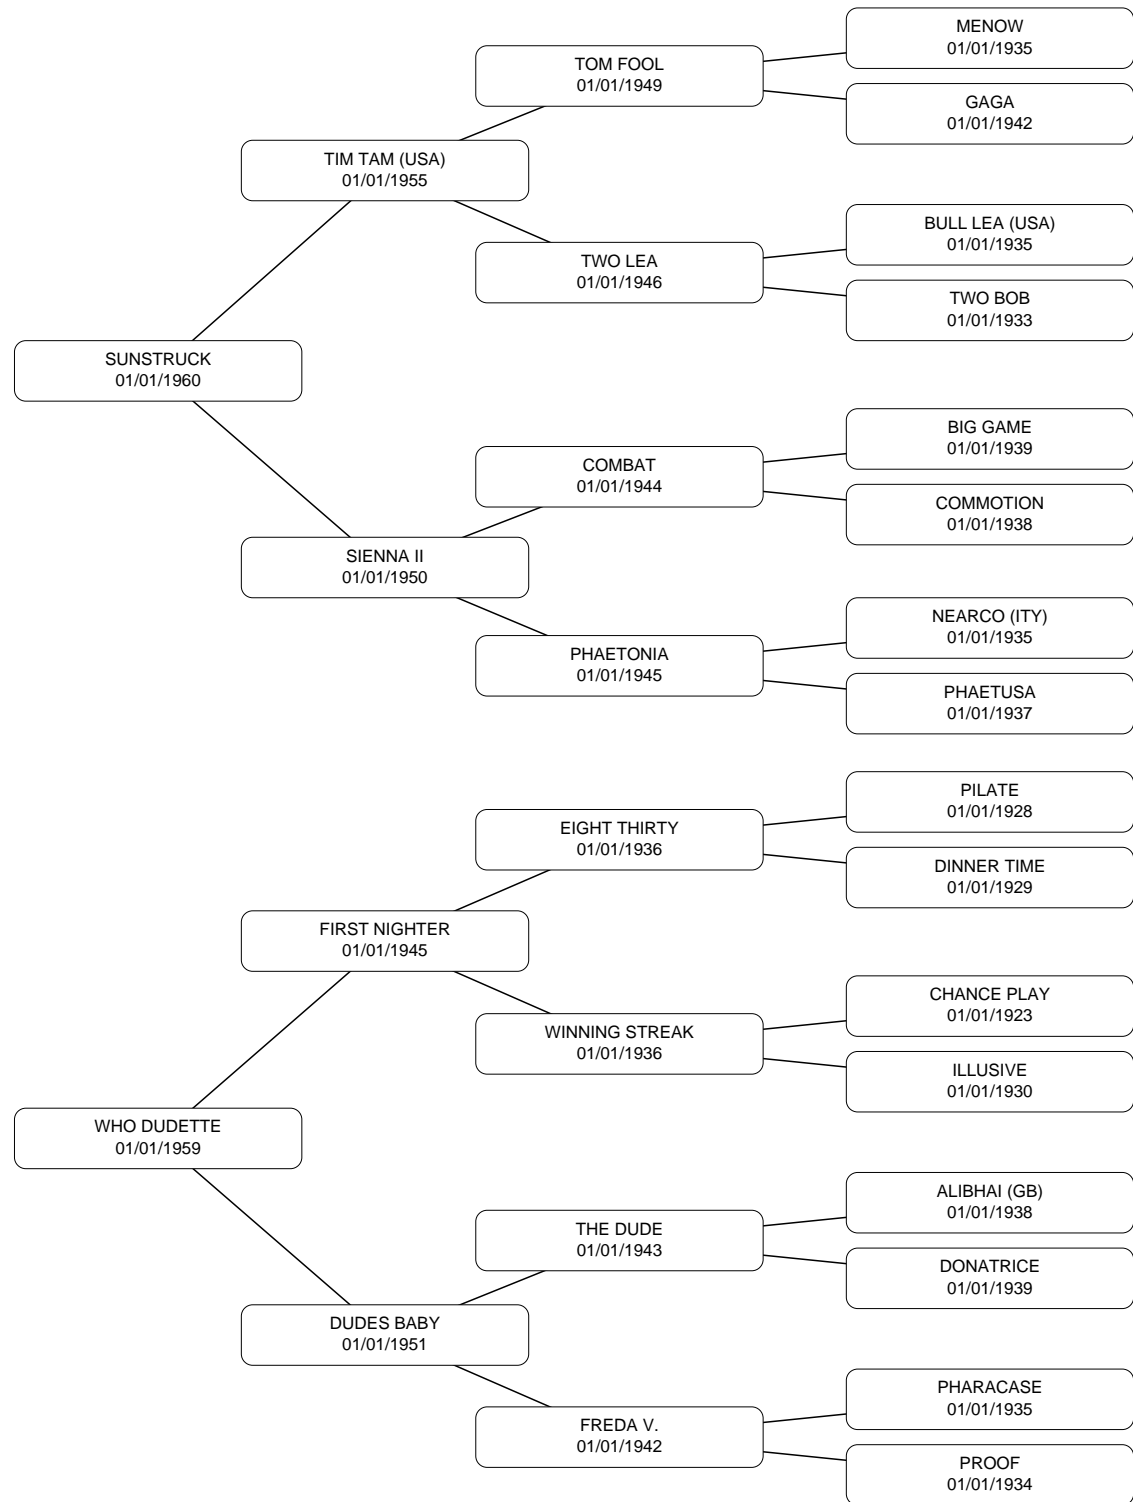 MENOW
01/01/1935
TOM FOOL
01/01/1949
GAGA
01/01/1942
TIM TAM (USA)
01/01/1955
BULL LEA (USA)
01/01/1935
TWO LEA
01/01/1946
TWO BOB
01/01/1933
SUNSTRUCK
01/01/1960
BIG GAME
01/01/1939
COMBAT
01/01/1944
COMMOTION
01/01/1938
SIENNA II
01/01/1950
NEARCO (ITY)
01/01/1935
PHAETONIA
01/01/1945
PHAETUSA
01/01/1937
PILATE
01/01/1928
EIGHT THIRTY
01/01/1936
DINNER TIME
01/01/1929
FIRST NIGHTER
01/01/1945
CHANCE PLAY
01/01/1923
WINNING STREAK
01/01/1936
ILLUSIVE
01/01/1930
WHO DUDETTE
01/01/1959
ALIBHAI (GB)
01/01/1938
THE DUDE
01/01/1943
DONATRICE
01/01/1939
DUDES BABY
01/01/1951
PHARACASE
01/01/1935
FREDA V.
01/01/1942
PROOF
01/01/1934